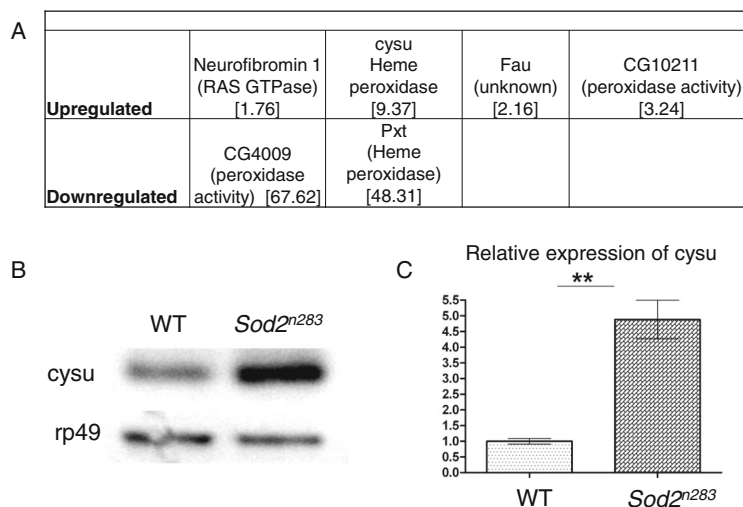 A
Upregulated
Neurofibromin 1
(RAS GTPase)
[1.76]
cysu
Heme
peroxidase
[9.37]
Fau
(unknown)
[2.16]
CG10211
(peroxidase activity)
[3.24]
Downregulated
CG4009
(peroxidase
activity) [67.62]
Pxt
(Heme
peroxidase)
[48.31]
B
WT Sod2n283
cysu
rp49
C
Relative expression of cysu
**
5.5
5.0
4.5
4.0
3.5
3.0
2.5
2.0
1.5
1.0
0.5
0.0
WT Sod2n283